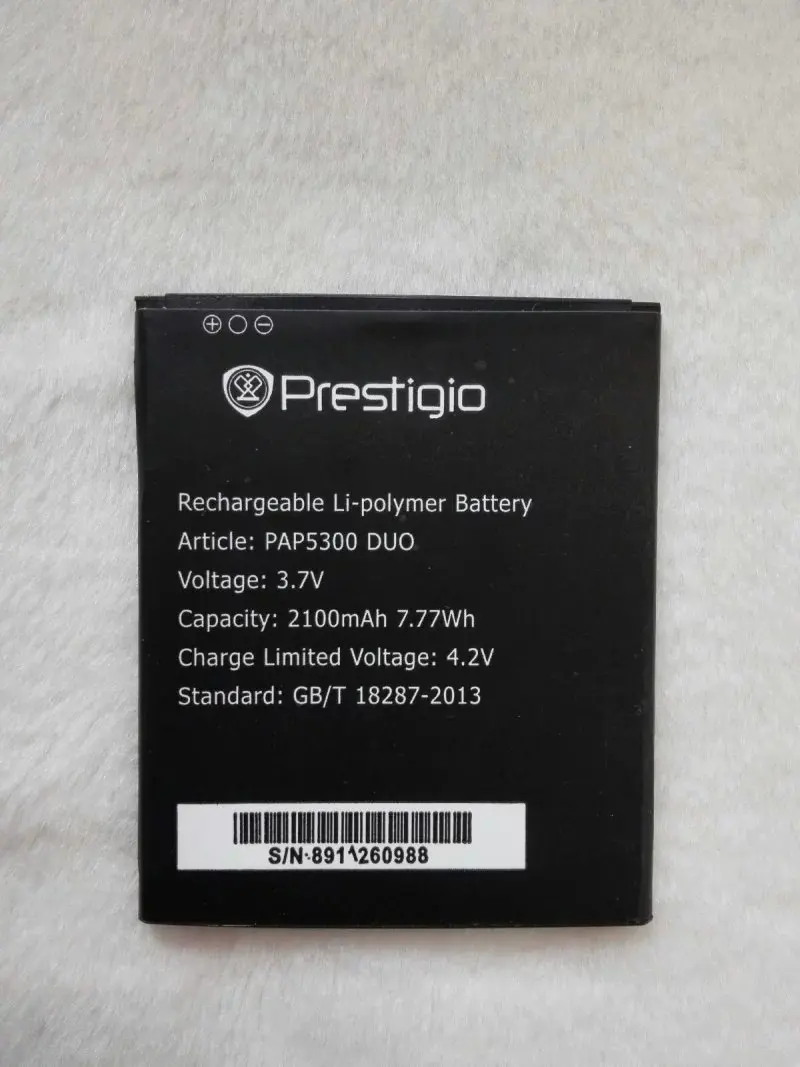 Prestigio
Rechargeable Li-polymer Battery
Article: PAP5300 DUO
Voltage: 3.7V
Capacity: 2100mAh 7.77Wh
Charge Limited Voltage: 4.2V
Standard: GB/T 18287-2013